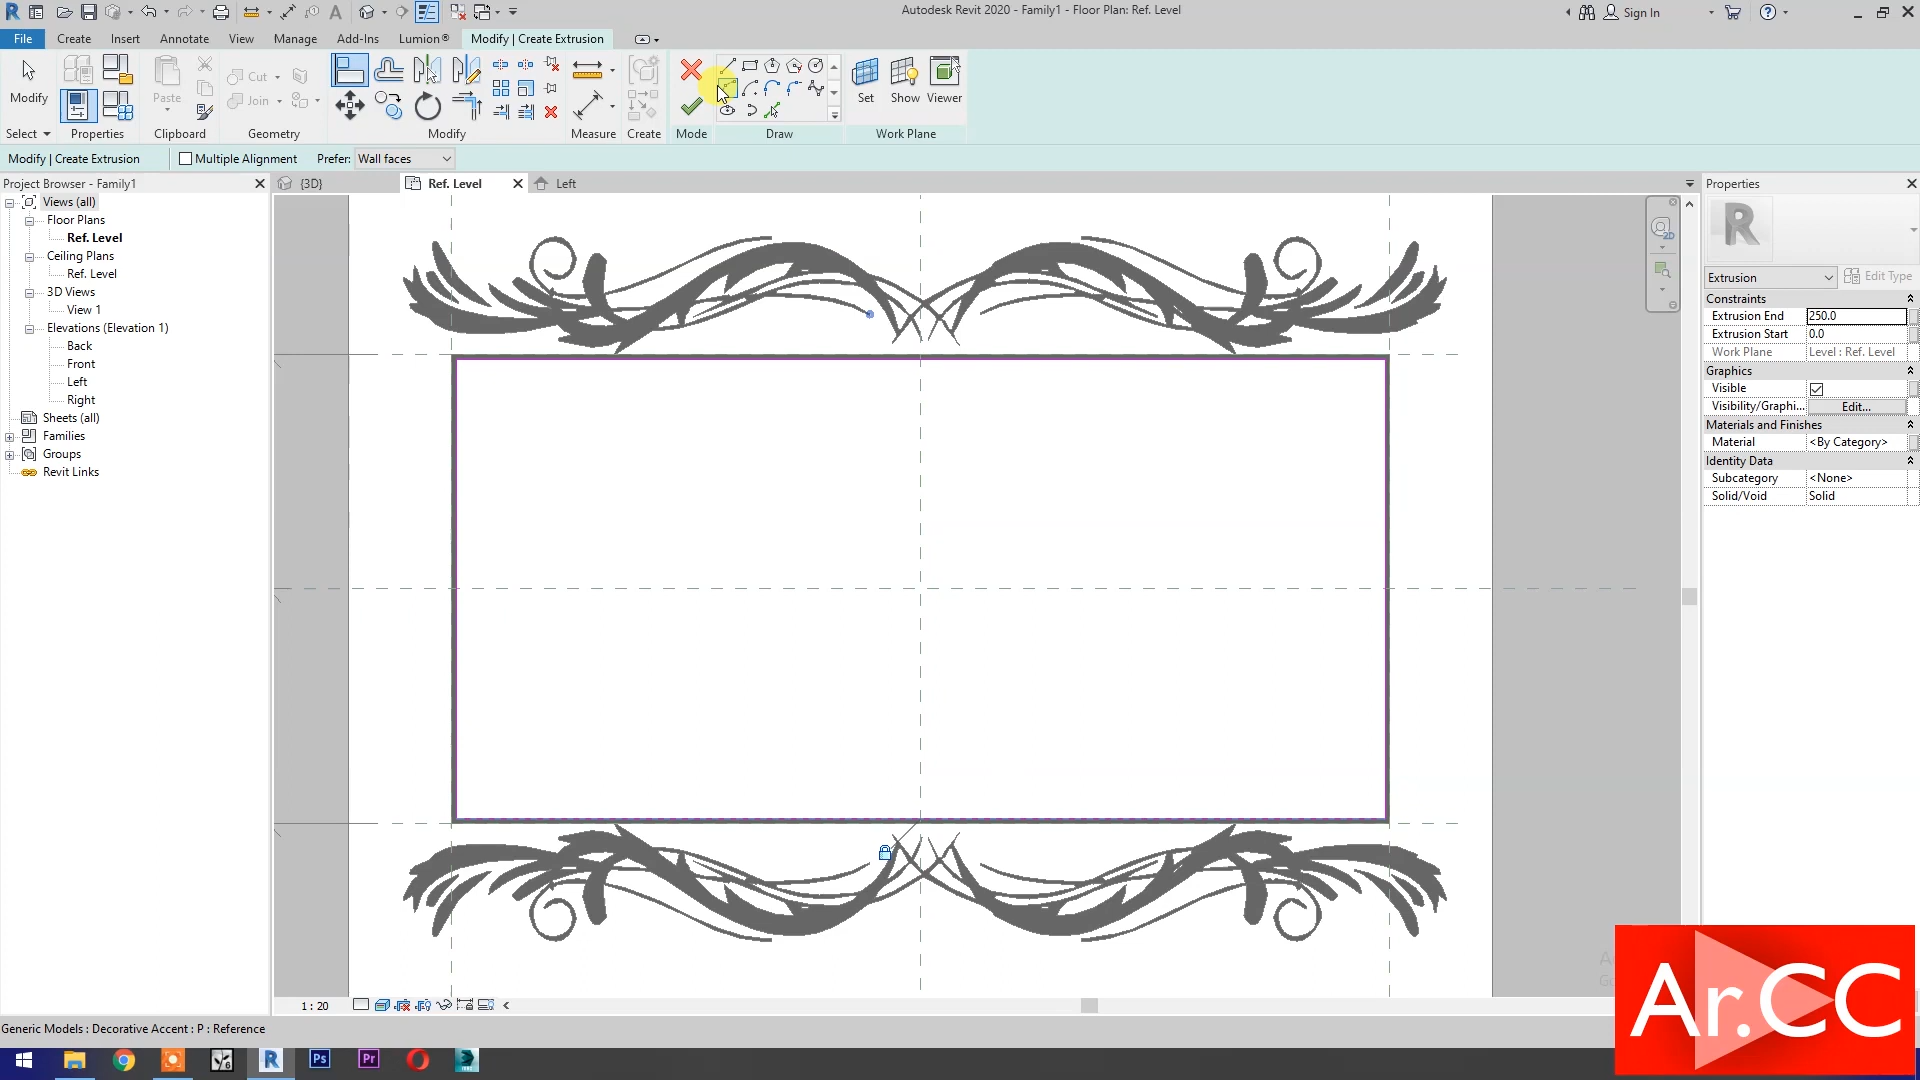 Autodesk Revit 2020 - Family1 - Floor Plan: Ref. Level
Sign In
File
Create
Insert
Annotate
View
Manage
Add-Ins
Lumion®
Modify | Create Extrusion
Modify
Select
Properties
Paste
Clipboard
Cut
Join
Geometry
Modify
Measure
Create
Mode
Draw
Set
Show
Viewer
Work Plane
Modify | Create Extrusion
Multiple Alignment
Prefer:
Wall faces
Project Browser - Family1
{3D}
Ref. Level
Left
Properties
Views (all)
Floor Plans
Ref. Level
Ceiling Plans
Ref. Level
3D Views
View 1
Elevations (Elevation 1)
Back
Front
Left
Right
Sheets (all)
Families
Groups
Revit Links
2D
R
Extrusion
Edit Type
Constraints
Extrusion End 250.0
Extrusion Start 0.0
Work Plane Level : Ref. Level
Graphics
Visible
Visibility/Graphi... Edit...
Materials and Finishes
Material <By Category>
Identity Data
Subcategory <None>
Solid/Void Solid
1 : 20
Generic Models : Decorative Accent : P : Reference
Ar.CC
R
Ps
Pr